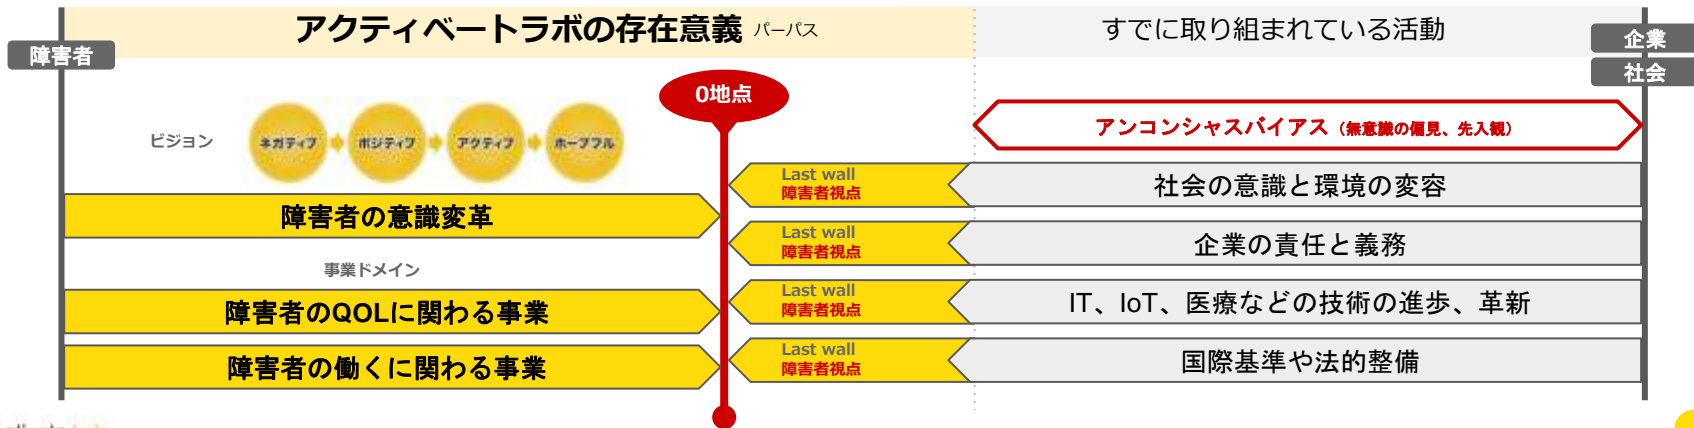 アクティベートラボの存在意義 パーパス
すでに取り組まれている活動
障害者
企業
社会
0地点
ビジョン
ネガティブ
ポジティブ
アクティブ
ホープフル
アンコンシャスバイアス（無意識の偏見、先入観）
Last wall
障害者視点
社会の意識と環境の変容
障害者の意識変革
Last wall
障害者視点
企業の責任と義務
事業ドメイン
障害者のQOLに関わる事業
Last wall
障害者視点
IT、IoT、医療などの技術の進歩、革新
障害者の働くに関わる事業
Last wall
障害者視点
国際基準や法的整備